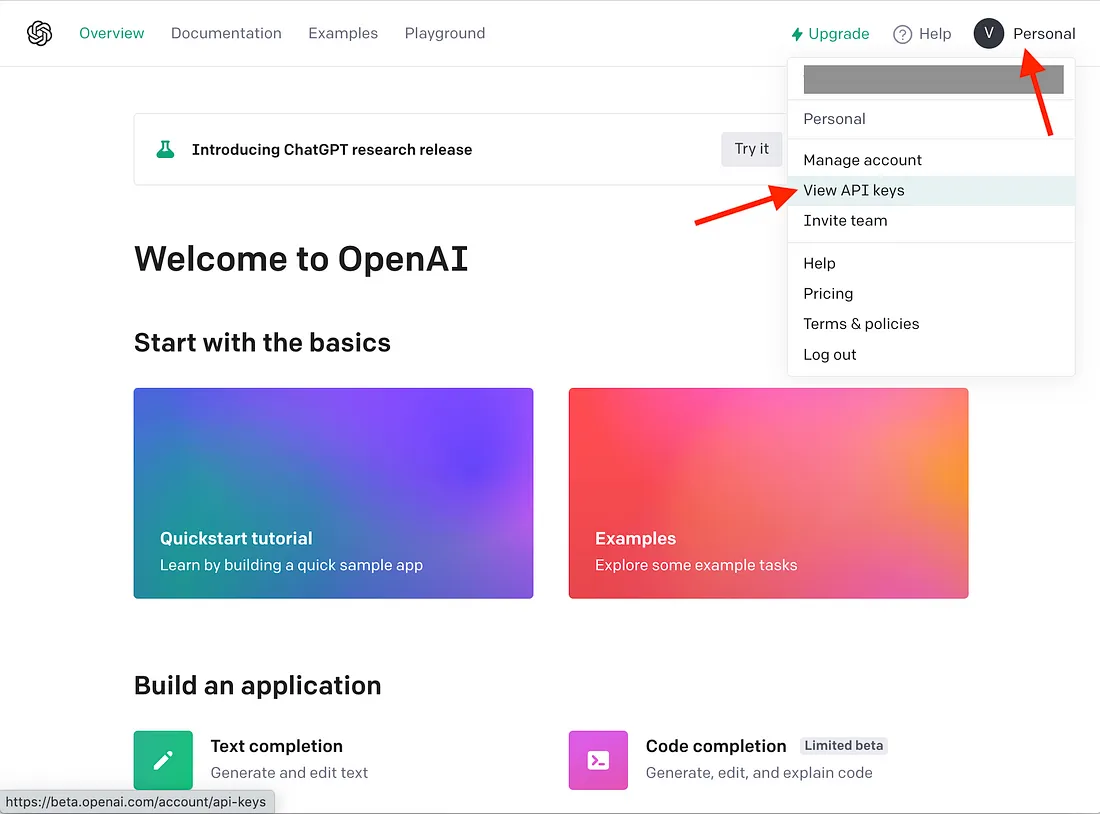 Overview Documentation Examples Playground Upgrade Help V Personal
Personal
Introducing ChatGPT research release Try it
Manage account
View API keys
Invite team
Welcome to OpenAI
Help
Pricing
Terms & policies
Log out
Start with the basics
Quickstart tutorial
Learn by building a quick sample app
Examples
Explore some example tasks
Build an application
Text completion
Generate and edit text
Code completion Limited beta
Generate, edit, and explain code
https://beta.openai.com/account/api-keys